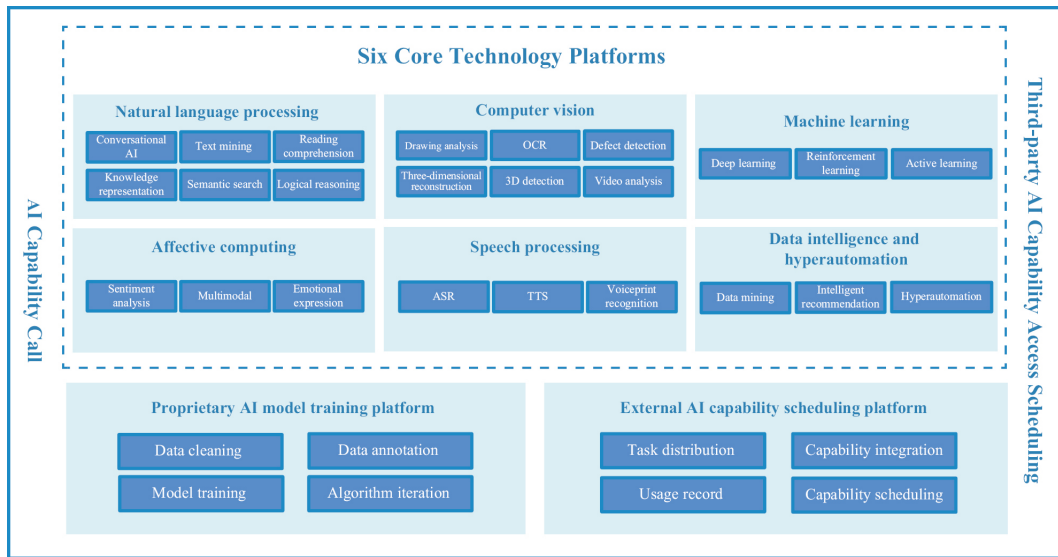 Six Core Technology Platforms
Natural language processing
Conversational
AI
Text mining
Reading
comprehension
Knowledge
representation
Semantic search
Logical reasoning
Computer vision
Drawing analysis
OCR
Defect detection
Three-dimensional
reconstruction
3D detection
Video analysis
Machine learning
Deep learning
Reinforcement
learning
Active learning
Affective computing
Sentiment
analysis
Multimodal
Emotional
expression
Speech processing
ASR
TTS
Voiceprint
recognition
Data intelligence and
hyperautomation
Data mining
Intelligent
recommendation
Hyperautomation
AI Capability Call
Third-party AI Capability Access Scheduling
Proprietary AI model training platform
Data cleaning
Data annotation
Model training
Algorithm iteration
External AI capability scheduling platform
Task distribution
Capability integration
Usage record
Capability scheduling